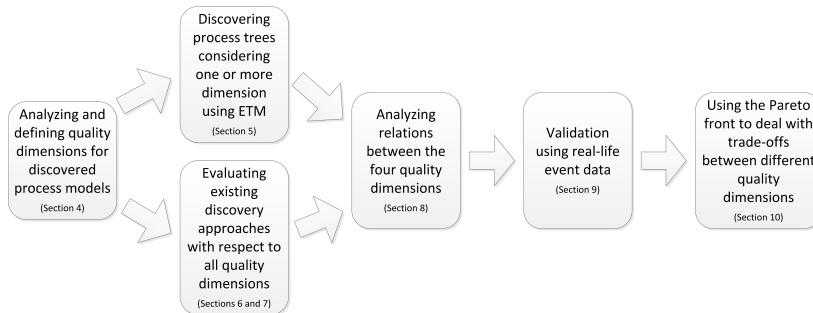 Analyzing and
defining quality
dimensions for
discovered
process models
(Section 4)
Discovering
process trees
considering
one or more
dimension
using ETM
(Section 5)
Evaluating
existing
discovery
approaches
with respect to
all quality
dimensions
(Sections 6 and 7)
Analyzing
relations
between the
four quality
dimensions
(Section 8)
Validation
using real-life
event data
(Section 9)
Using the Pareto
front to deal with
trade-offs
between different
quality
dimensions
(Section 10)